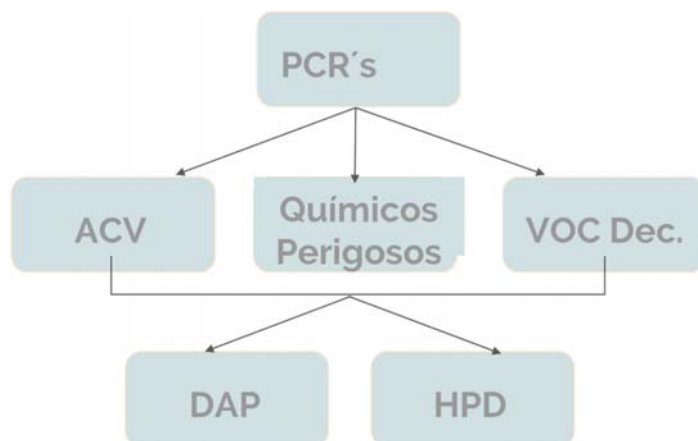 PCR´s
ACV
Químicos
Perigosos
VOC Dec.
DAP
HPD